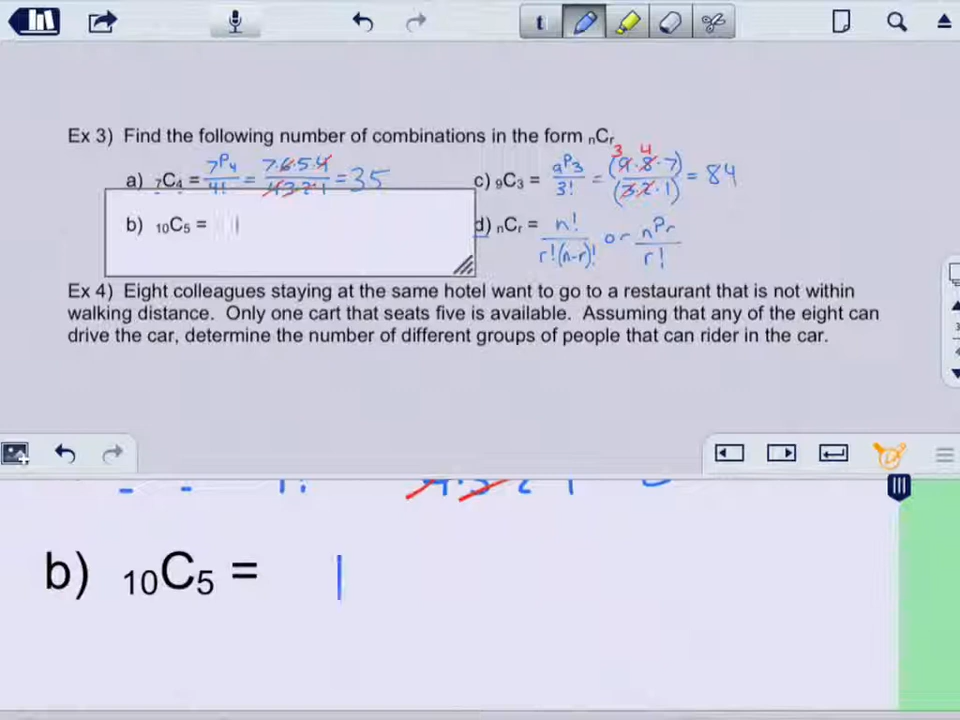 t
Ex 3) Find the following number of combinations in the form nCr
a) 7C4 = 7P4/4! = 7·6·5·4/4·3·2·1 = 35
c) 9C3 = 9P3/3! = (9·8·7)/(3·2·1) = 84
3 4
b) 10C5 = |
d) nCr = n!/r!(n-r)! or nPr/r!
Ex 4) Eight colleagues staying at the same hotel want to go to a restaurant that is not within
walking distance. Only one cart that seats five is available. Assuming that any of the eight can
drive the car, determine the number of different groups of people that can rider in the car.
b) 10C5 = |